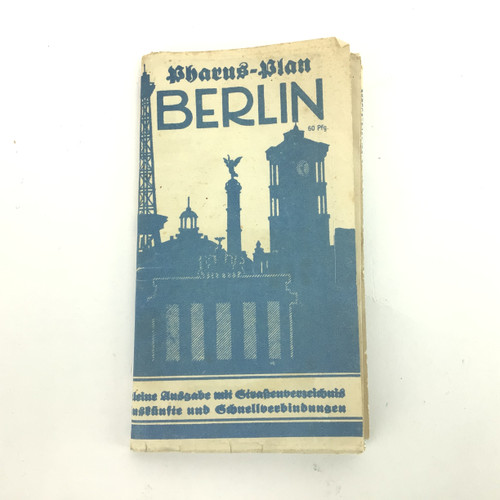 Pharus-Plan
BERLIN
60 Pfg.
leine Ausgabe mit Straßenverzeichnis
uskünfte und Schnellverbindungen